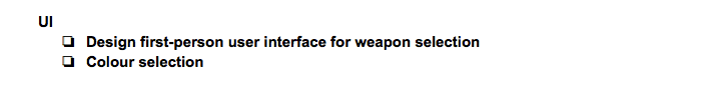 UI
❏ Design first-person user interface for weapon selection
❏ Colour selection